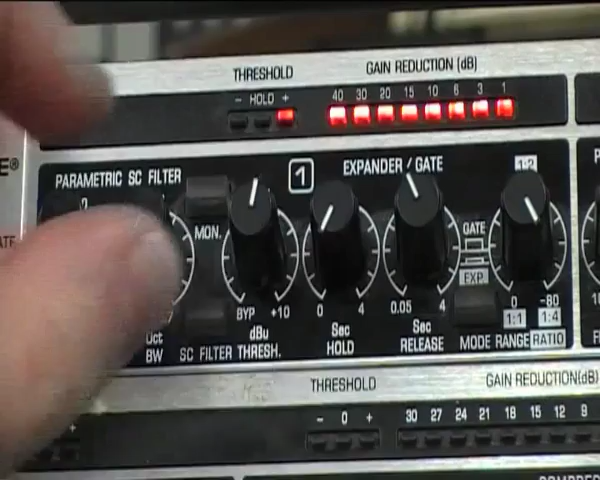 THRESHOLD GAIN REDUCTION (dB)
- HOLD + 40 30 20 15 10 6 3 1
PARAMETRIC SC FILTER 1 EXPANDER / GATE 1:2
MON. GATE
EXP.
BYP +10 0 4 0.05 4 0 -80
1:1 1:4
Oct dBu Sec Sec
BW SC FILTER THRESH. HOLD RELEASE MODE RANGE RATIO
THRESHOLD GAIN REDUCTION(dB)
+ - 0 + 30 27 24 21 18 15 12 9